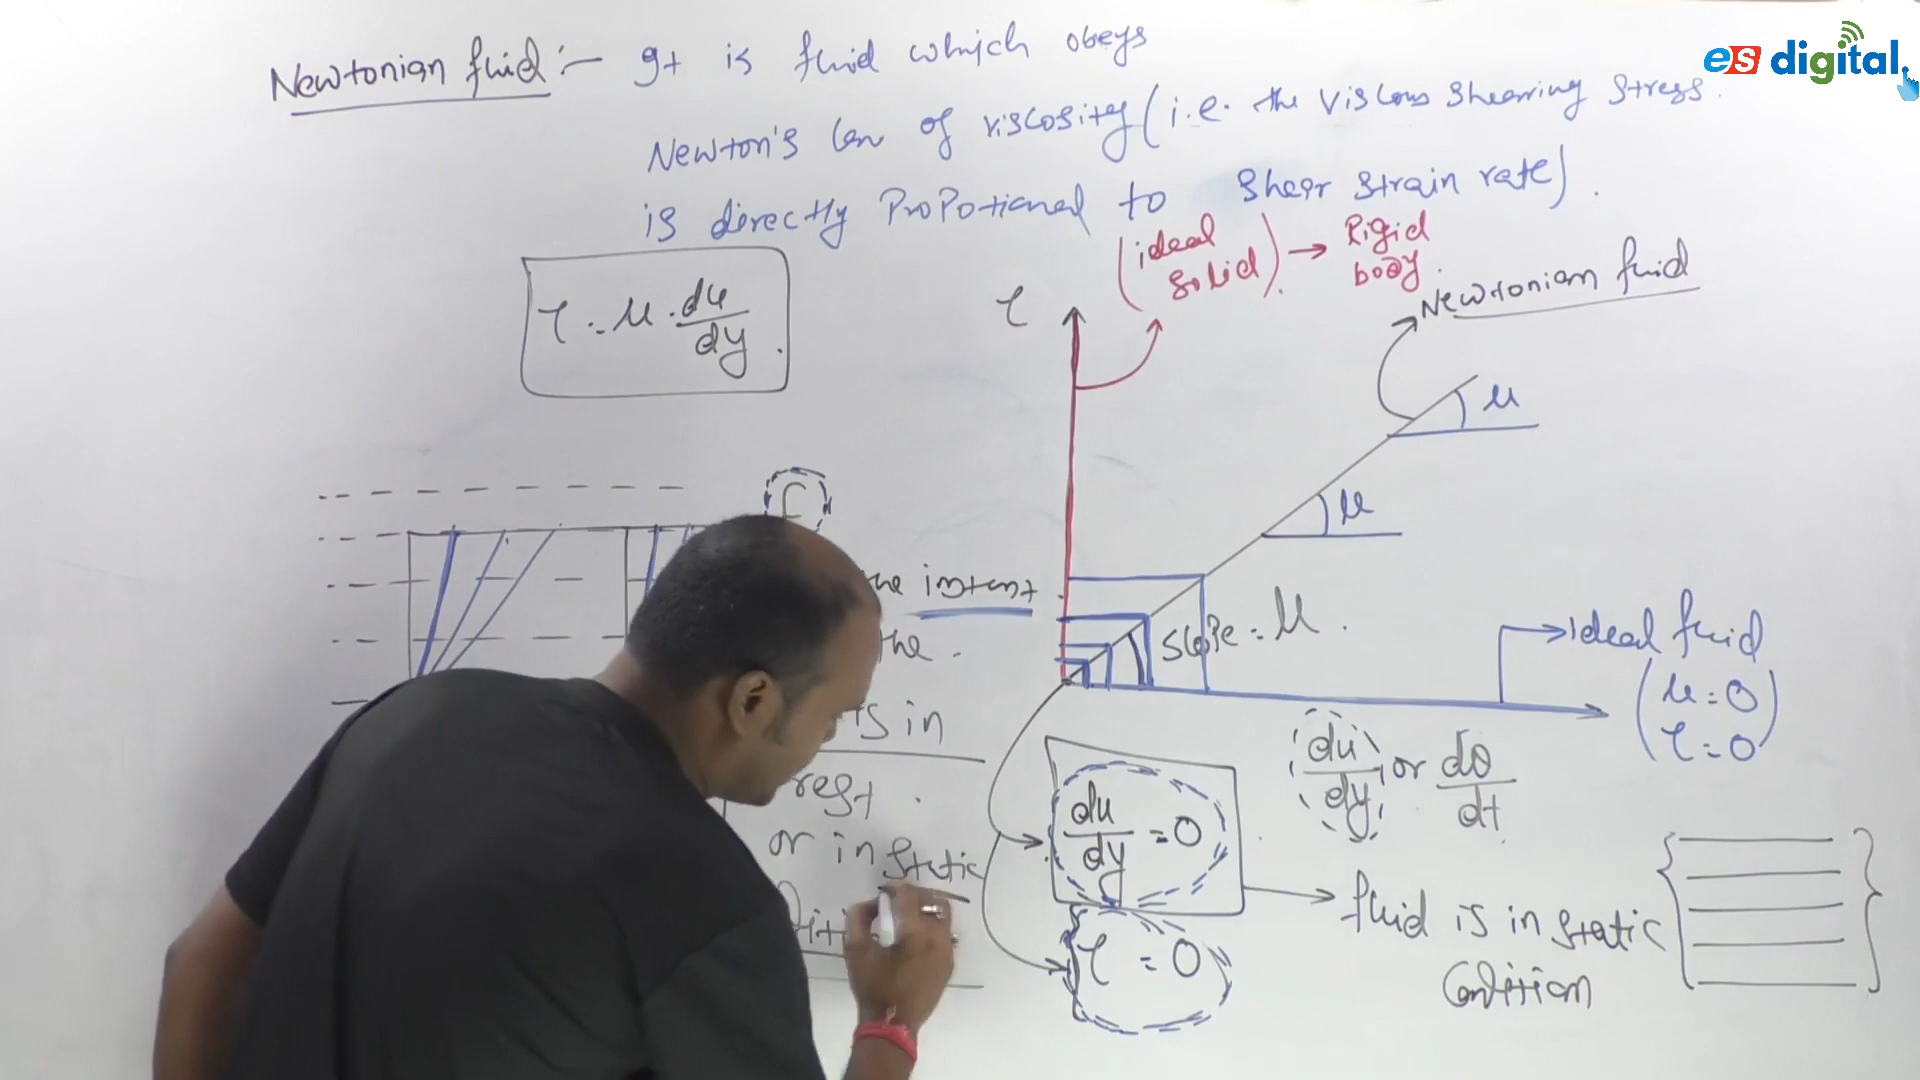 es digital.
Newtonian fluid :- It is fluid which obeys
Newton's law of viscosity (i.e. the viscous shearing stress.
is directly propotional to shear strain rate).
(ideal solid) → Rigid body.
Newtonian fluid
τ = μ . du/dy .
τ
μ
μ
F
the instant .
the .
slope = μ .
ideal fluid
(μ = 0
τ = 0)
is in
rest .
or in static
du/dy or dθ/dt
du/dy = 0
fluid is in static
condition
τ = 0